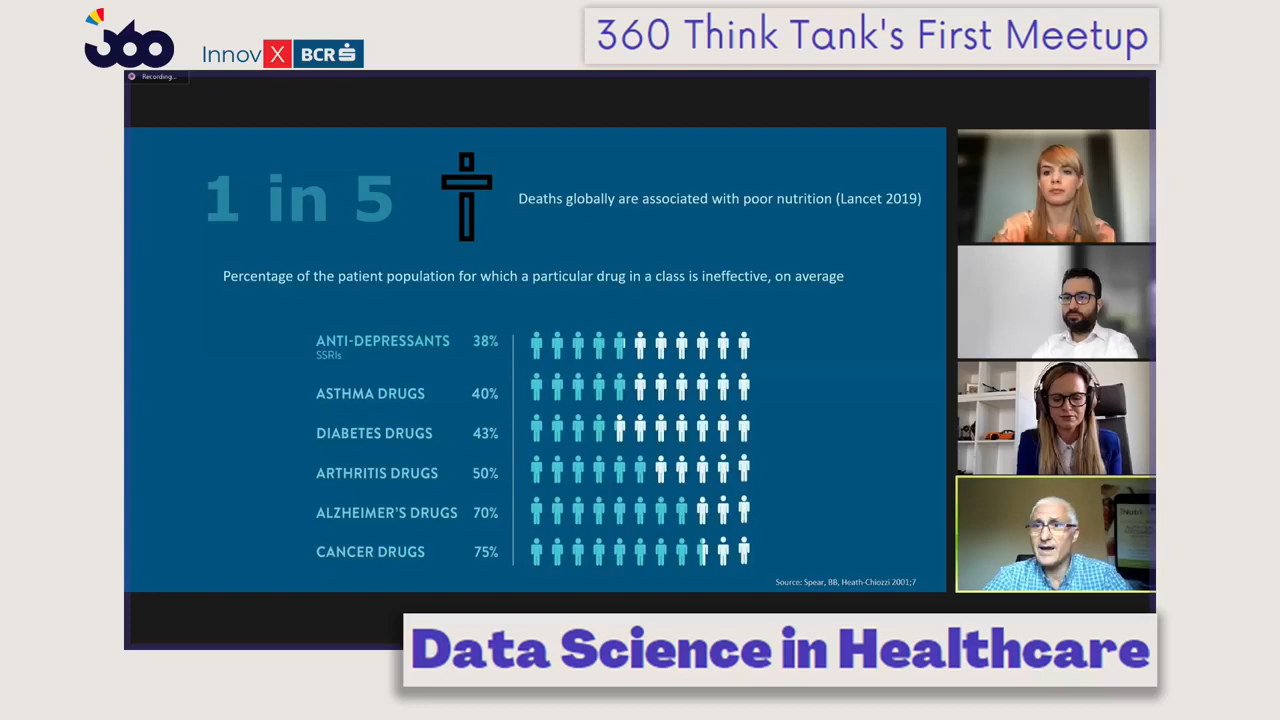 360
InnovX BCR
360 Think Tank's First Meetup
Recording...
1 in 5
Deaths globally are associated with poor nutrition (Lancet 2019)
Percentage of the patient population for which a particular drug in a class is ineffective, on average
ANTI-DEPRESSANTS 38%
SSRIs
ASTHMA DRUGS 40%
DIABETES DRUGS 43%
ARTHRITIS DRUGS 50%
ALZHEIMER'S DRUGS 70%
CANCER DRUGS 75%
Source: Spear, BB, Heath-Chiozzi 2001;7
Data Science in Healthcare